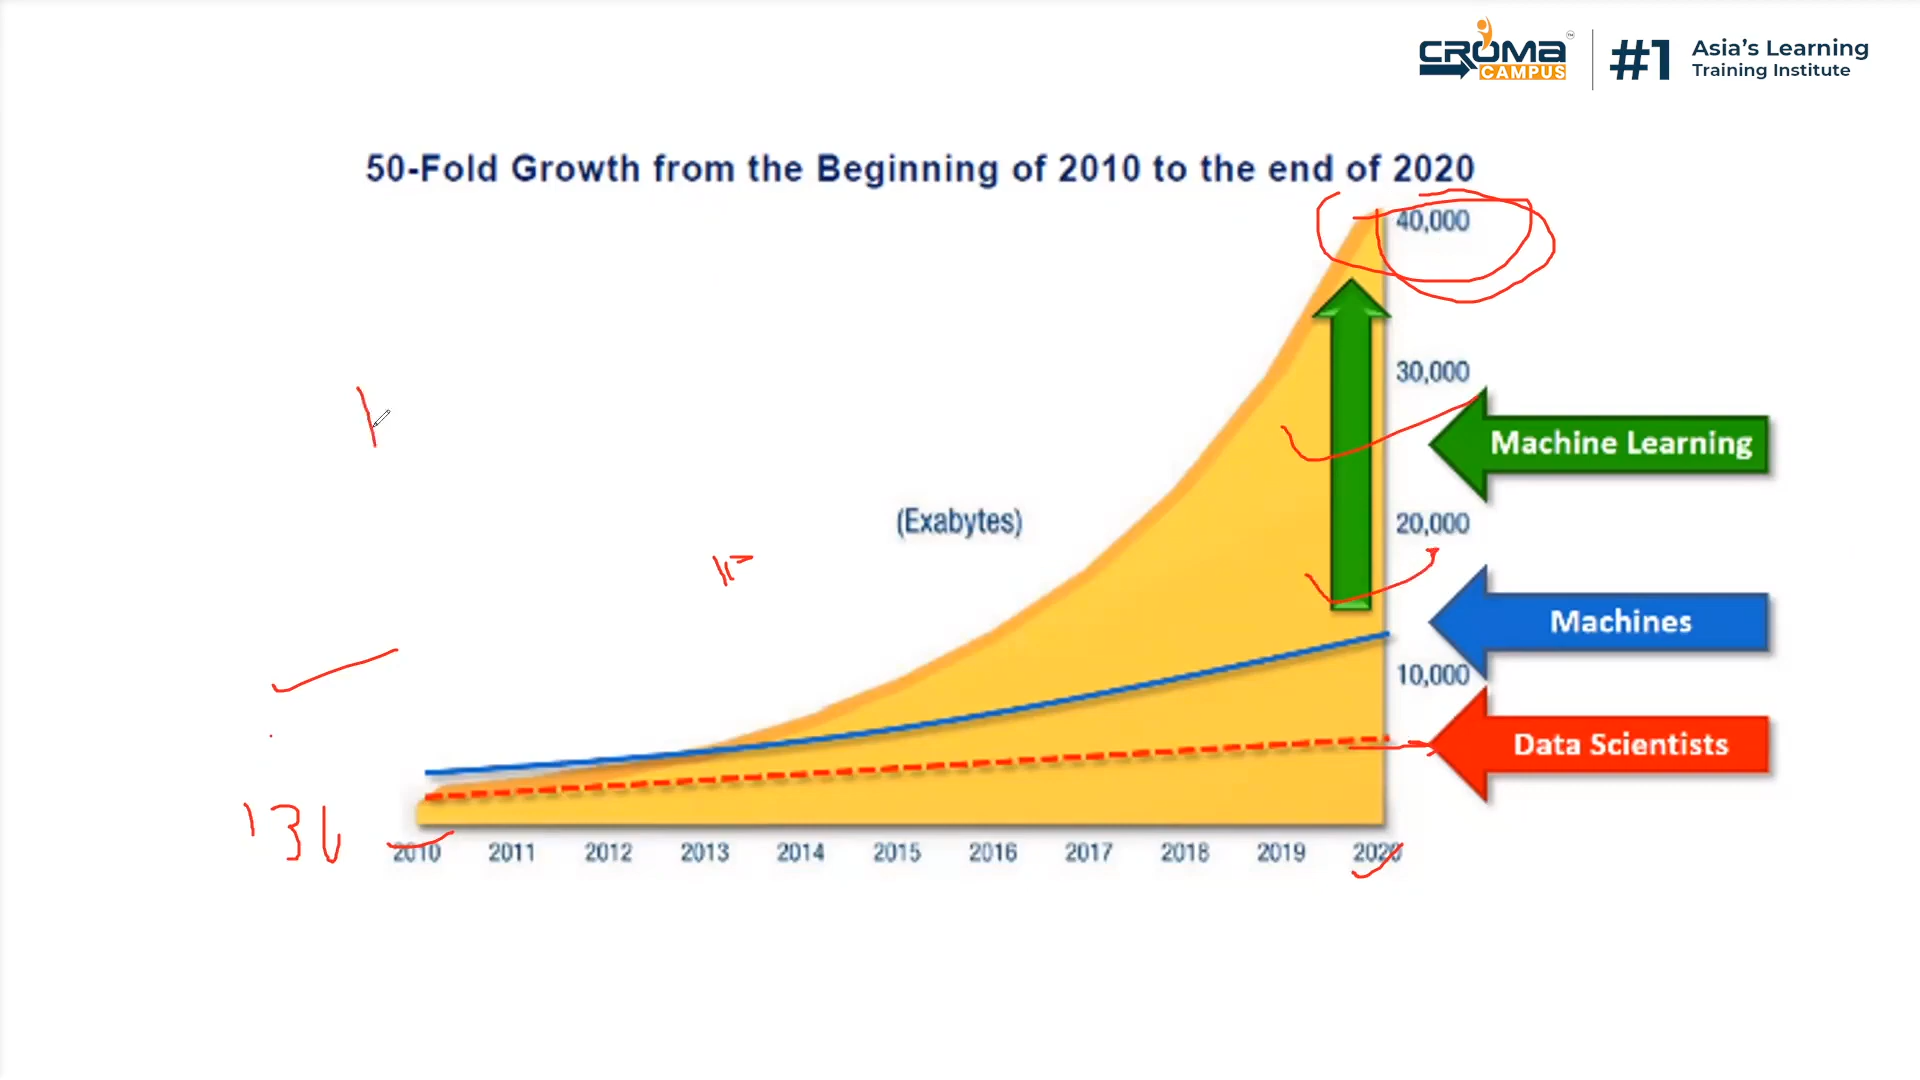 CROMA
CAMPUS
#1
Asia's Learning
Training Institute
50-Fold Growth from the Beginning of 2010 to the end of 2020
40,000
30,000
Machine Learning
(Exabytes)
20,000
Machines
10,000
Data Scientists
2010 2011 2012 2013 2014 2015 2016 2017 2018 2019 2020